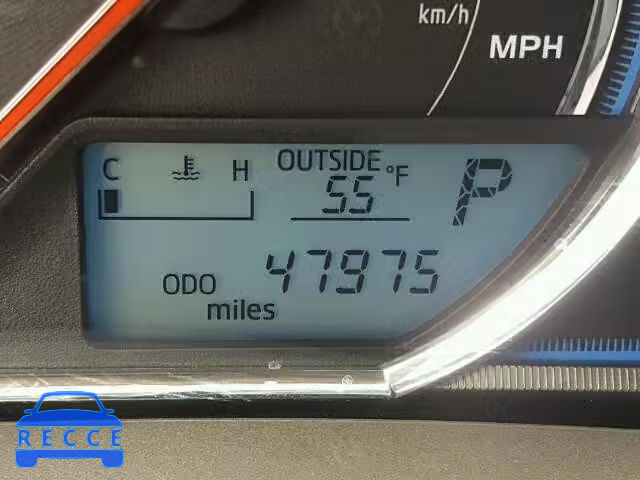 km/h
MPH
C H OUTSIDE
55 °F P
ODO 47975
miles
RECCE